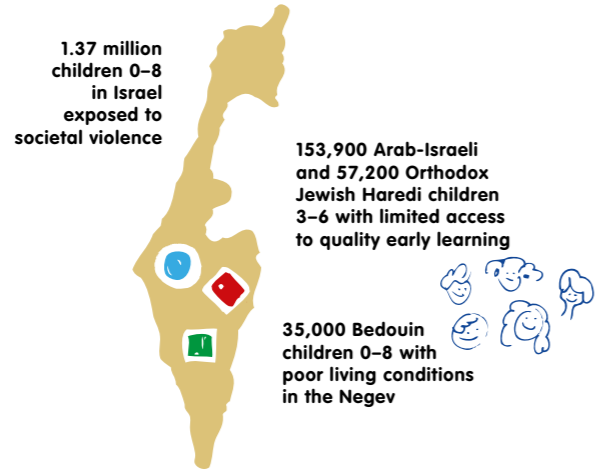 1.37 million
children 0–8
in Israel
exposed to
societal violence
153,900 Arab-Israeli
and 57,200 Orthodox
Jewish Haredi children
3–6 with limited access
to quality early learning
35,000 Bedouin
children 0–8 with
poor living conditions
in the Negev